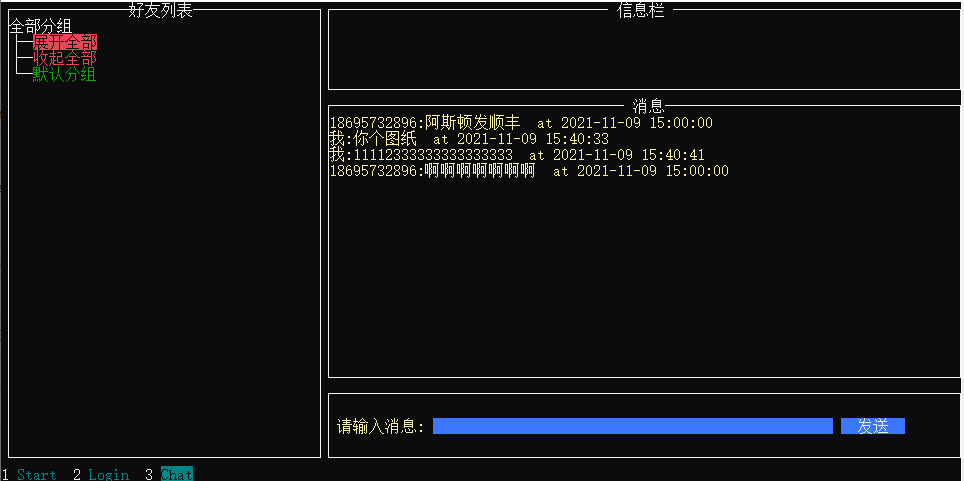 好友列表
全部分组
展开全部
收起全部
默认分组
信息栏
消息
18695732896:阿斯顿发顺丰 at 2021-11-09 15:00:00
我:你个图纸 at 2021-11-09 15:40:33
我:11112333333333333333 at 2021-11-09 15:40:41
18695732896:啊啊啊啊啊啊啊 at 2021-11-09 15:00:00
请输入消息: 发送
1 Start 2 Login 3 Chat